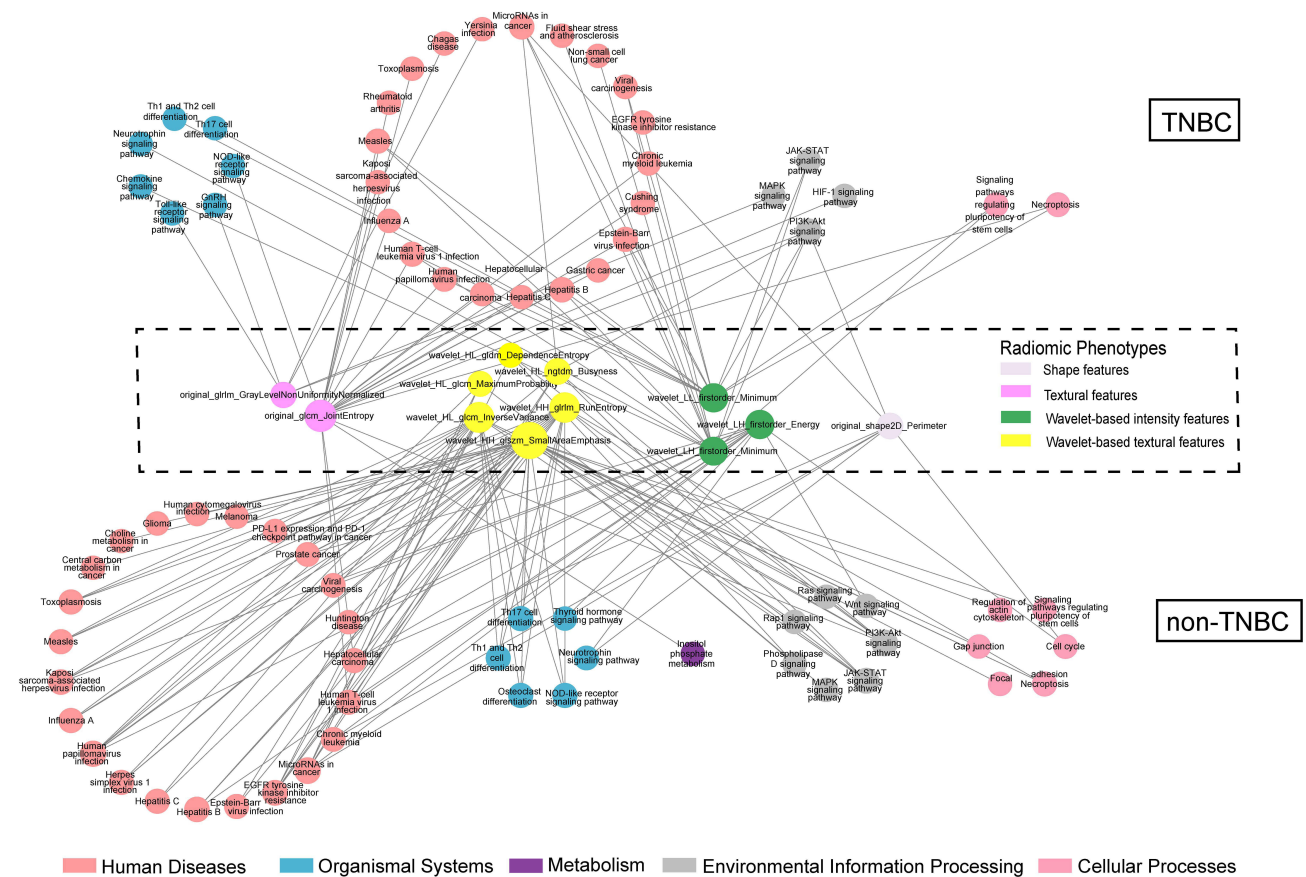 MicroRNAs in
cancer
Yersinia
infection
Fluid shear stress
and atherosclerosis
Chagas
disease
Non-small cell
lung cancer
Toxoplasmosis
Viral
carcinogenesis
Rheumatoid
arthritis
EGFR tyrosine
kinase inhibitor resistance
Measles
Chronic
myeloid leukemia
Kaposi
sarcoma-associated
herpesvirus
infection
Cushing
syndrome
Influenza A
Epstein-Barr
virus infection
Human T-cell
leukemia virus 1 infection
Human
papillomavirus infection
Hepatocellular
carcinoma
Hepatitis C
Hepatitis B
Gastric cancer
Th1 and Th2 cell
differentiation
Th17 cell
differentiation
Neurotrophin
signaling
pathway
NOD-like
receptor
signaling
pathway
Chemokine
signaling
pathway
GnRH
signaling
pathway
Toll-like
receptor
signaling
pathway
JAK-STAT
signaling
pathway
MAPK
signaling
pathway
HIF-1 signaling
pathway
PI3K-Akt
signaling
pathway
Signaling
pathways
regulating
pluripotency of
stem cells
Necroptosis
TNBC
original_glrlm_GrayLevelNonUniformityNormalized
original_glcm_JointEntropy
wavelet_HL_gldm_DependenceEntropy
wavelet_HL_ngtdm_Busyness
wavelet_HL_glcm_MaximumProbability
wavelet_HH_glrlm_RunEntropy
wavelet_HL_glcm_InverseVariance
wavelet_HH_glszm_SmallAreaEmphasis
wavelet_LL_firstorder_Minimum
wavelet_LH_firstorder_Energy
wavelet_LH_firstorder_Minimum
original_shape2D_Perimeter
Radiomic Phenotypes
Shape features
Textural features
Wavelet-based intensity features
Wavelet-based textural features
Human cytomegalovirus
infection
Melanoma
Glioma
PD-L1 expression and PD-1
checkpoint pathway in cancer
Choline
metabolism in
cancer
Prostate cancer
Central carbon
metabolism in
cancer
Viral
carcinogenesis
Toxoplasmosis
Huntington
disease
Measles
Hepatocellular
carcinoma
Kaposi
sarcoma-associated
herpesvirus infection
Human T-cell
leukemia virus
1 infection
Influenza A
Chronic myeloid
leukemia
Human
papillomavirus
infection
MicroRNAs in
cancer
Herpes
simplex virus 1
infection
EGFR tyrosine
kinase inhibitor
resistance
Hepatitis C
Hepatitis B
Epstein-Barr
virus infection
Th17 cell
differentiation
Thyroid hormone
signaling pathway
Th1 and Th2
cell
differentiation
Neurotrophin
signaling pathway
Osteoclast
differentiation
NOD-like receptor
signaling pathway
Inositol
phosphate
metabolism
Ras signaling
pathway
Wnt signaling
pathway
Rap1 signaling
pathway
PI3K-Akt
signaling
pathway
Phospholipase
D signaling
pathway
MAPK
signaling
pathway
JAK-STAT
signaling
pathway
Regulation of
actin
cytoskeleton
Signaling
pathways regulating
pluripotency of
stem cells
Gap junction
Cell cycle
Focal
adhesion
Necroptosis
non-TNBC
Human Diseases
Organismal Systems
Metabolism
Environmental Information Processing
Cellular Processes